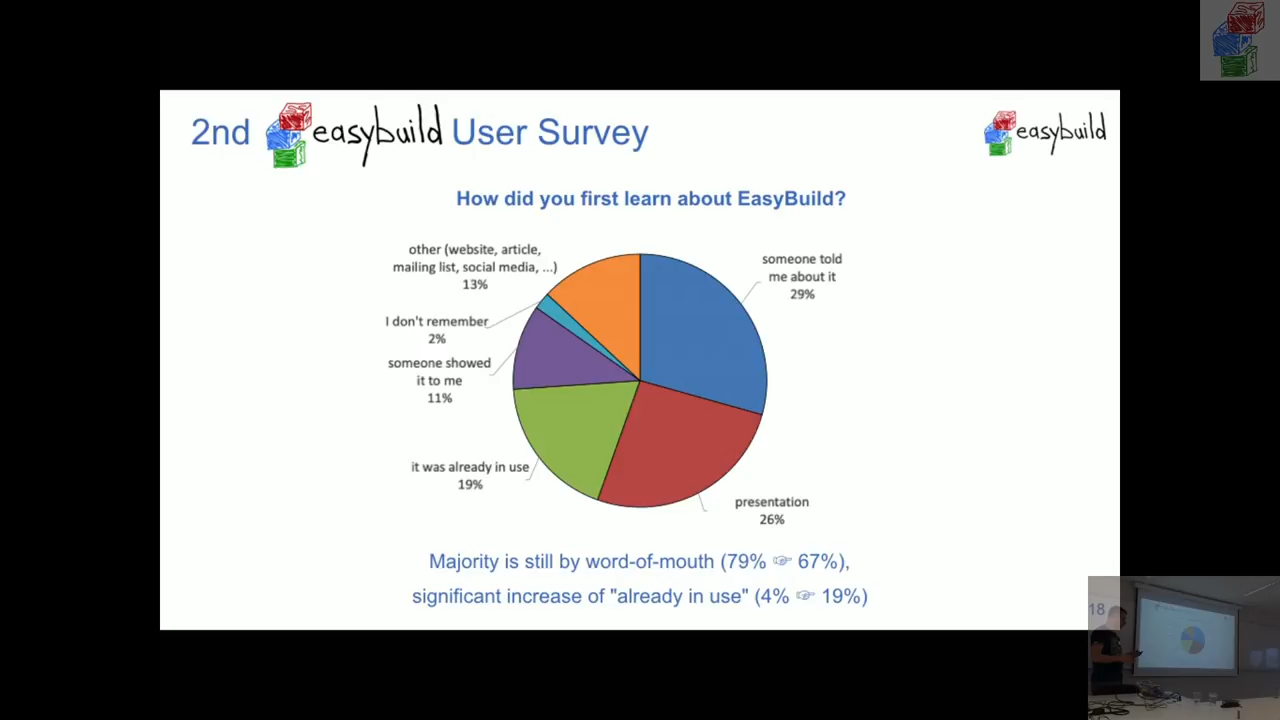 2nd easybuild User Survey
easybuild
How did you first learn about EasyBuild?
other (website, article,
mailing list, social media, ...)
13%
someone told
me about it
29%
I don't remember
2%
someone showed
it to me
11%
it was already in use
19%
presentation
26%
Majority is still by word-of-mouth (79% ☞ 67%),
significant increase of "already in use" (4% ☞ 19%)
18